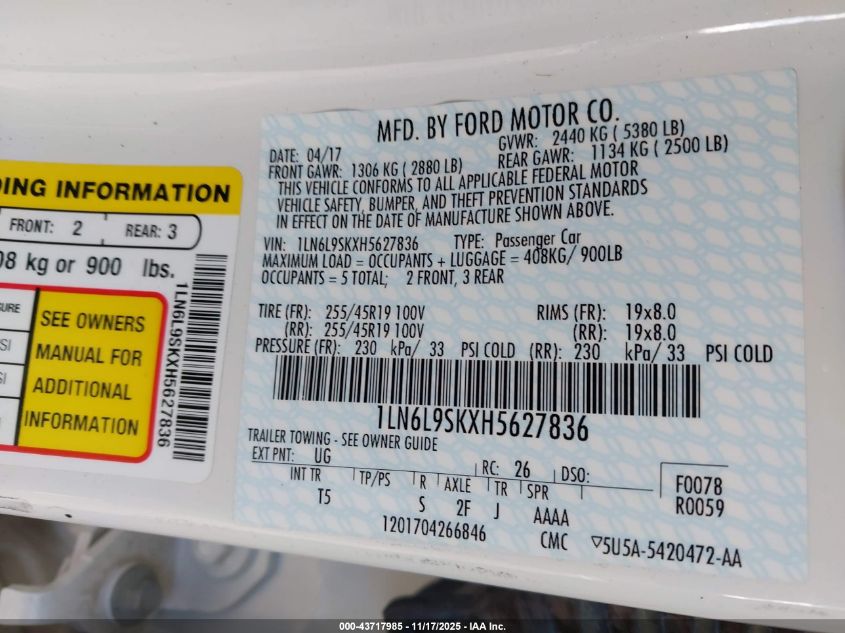 DING INFORMATION
FRONT: 2 REAR: 3
08 kg or 900 lbs.
SURE
SI
SI
SI
SEE OWNERS
MANUAL FOR
ADDITIONAL
INFORMATION
1LN6L9SKXH5627836
MFD. BY FORD MOTOR CO.
DATE: 04/17 GVWR: 2440 KG ( 5380 LB)
FRONT GAWR: 1306 KG ( 2880 LB) REAR GAWR: 1134 KG ( 2500 LB)
THIS VEHICLE CONFORMS TO ALL APPLICABLE FEDERAL MOTOR
VEHICLE SAFETY, BUMPER, AND THEFT PREVENTION STANDARDS
IN EFFECT ON THE DATE OF MANUFACTURE SHOWN ABOVE.
VIN: 1LN6L9SKXH5627836 TYPE: Passenger Car
MAXIMUM LOAD = OCCUPANTS + LUGGAGE = 408KG/ 900LB
OCCUPANTS = 5 TOTAL; 2 FRONT, 3 REAR
TIRE (FR): 255/45R19 100V RIMS (FR): 19x8.0
(RR): 255/45R19 100V (RR): 19x8.0
PRESSURE (FR): 230 kPa/ 33 PSI COLD (RR): 230 kPa/ 33 PSI COLD
1LN6L9SKXH5627836
TRAILER TOWING - SEE OWNER GUIDE
EXT PNT: UG RC: 26 DSO: F0078
INT TR TP/PS R AXLE TR SPR R0059
T5 S 2F J AAAA
1201704266846 CMC ▽5U5A-5420472-AA
000-43717985 — 11/17/2025 — IAA Inc.